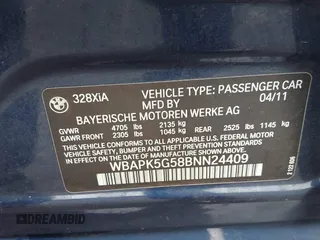 328XiA
VEHICLE TYPE: PASSENGER CAR
04/11
BAYERISCHE MOTOREN WERKE AG
GVWR 4705 lbs 2135 kg
GAWR FRONT 2305 lbs 1045 kg REAR 2525 lbs 1145 kg
THIS VEHICLE CONFORMS TO ALL APPLICABLE U.S. FEDERAL MOTOR
VEHICLE SAFETY, BUMPER AND THEFT PREVENTION STANDARDS IN
EFFECT ON THE DATE OF MANUFACTURE SHOWN ABOVE.
WBAPK5G58BNN24409
DREAMBID